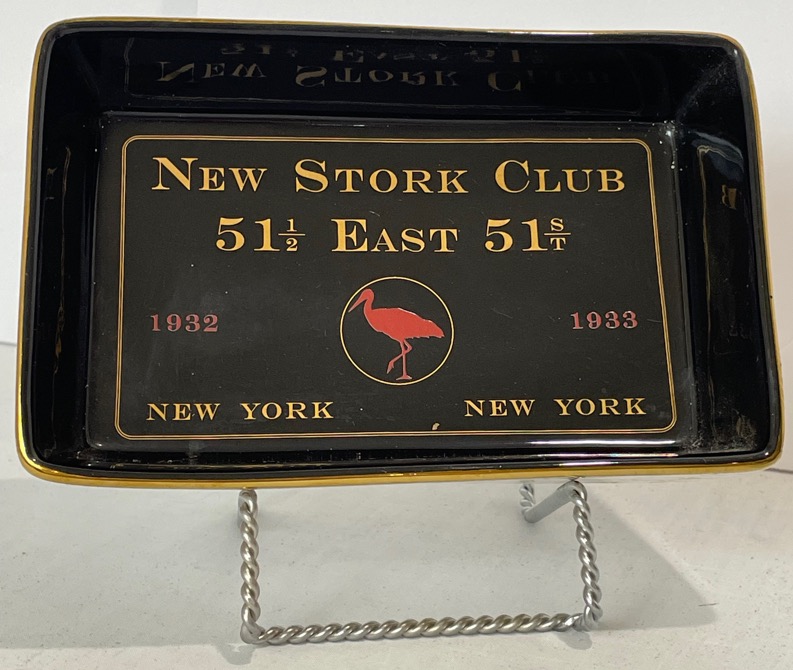 New Stork Club
51½ East 51ST
1932 1933
NEW YORK NEW YORK